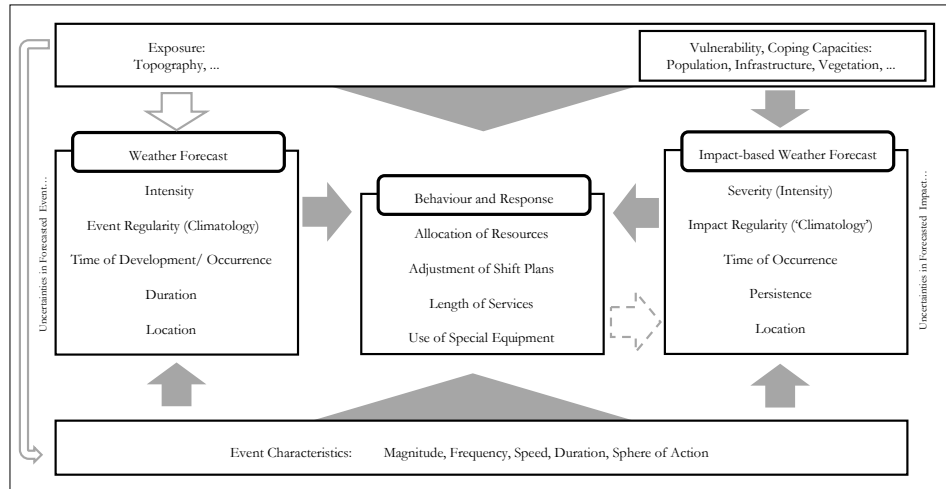 Exposure:
Topography, ...
Vulnerability, Coping Capacities:
Population, Infrastructure, Vegetation, ...
Uncertainties in Forecasted Event...
Weather Forecast
Intensity
Event Regularity (Climatology)
Time of Development/ Occurrence
Duration
Location
Behaviour and Response
Allocation of Resources
Adjustment of Shift Plans
Length of Services
Use of Special Equipment
Impact-based Weather Forecast
Severity (Intensity)
Impact Regularity (‘Climatology’)
Time of Occurrence
Persistence
Location
Uncertainties in Forecasted Impact...
Event Characteristics: Magnitude, Frequency, Speed, Duration, Sphere of Action